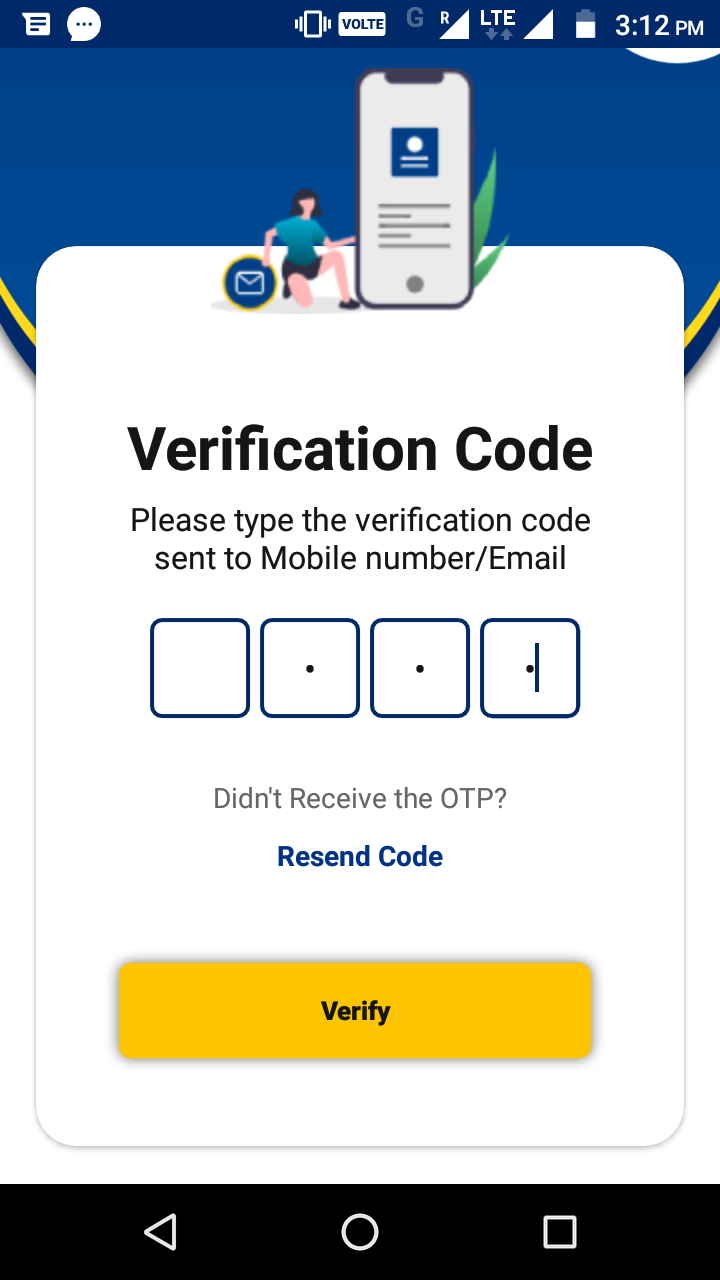 VOLTE G R LTE 3:12 PM
Verification Code
Please type the verification code
sent to Mobile number/Email
Didn't Receive the OTP?
Resend Code
Verify